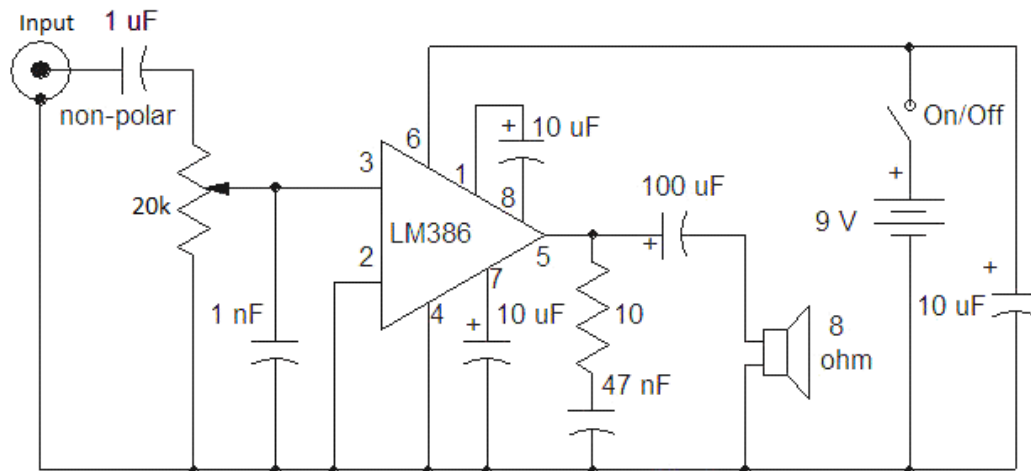 Input
1 uF
non-polar
20k
1 nF
3
2
LM386
6
1
+
10 uF
8
5
7
4
+
10 uF
10
47 nF
100 uF
+
8
ohm
On/Off
+
9 V
+
10 uF